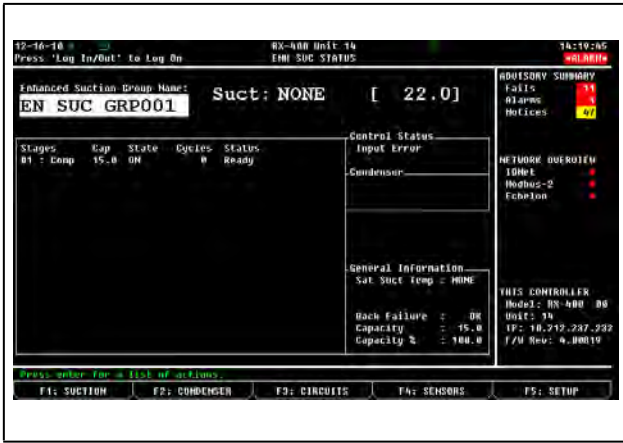 12-16-10
RX-400 Unit 14
14:19:45
Press 'Log In/Out' to Log On
ENH SUC STATUS
*ALARM*
Enhanced Suction Group Name:
EN SUC GRP001
Suct: NONE [ 22.0]
Stages Cap State Cycles Status
01 : Comp 15.0 ON 0 Ready
Control Status
Input Error
Condenser
General Information
Sat Suct Temp : NONE
Rack Failure : OK
Capacity : 15.0
Capacity % : 100.0
ADVISORY SUMMARY
Fails 11
Alarms
Notices 47
NETWORK OVERVIEW
IONet
Modbus-2
Echelon
THIS CONTROLLER
Model: RX-400
Unit: 14
IP: 10.212.237.232
F/W Rev: 4.00B19
Press enter for a list of actions.
F1: SUCTION F2: CONDENSER F3: CIRCUITS F4: SENSORS F5: SETUP